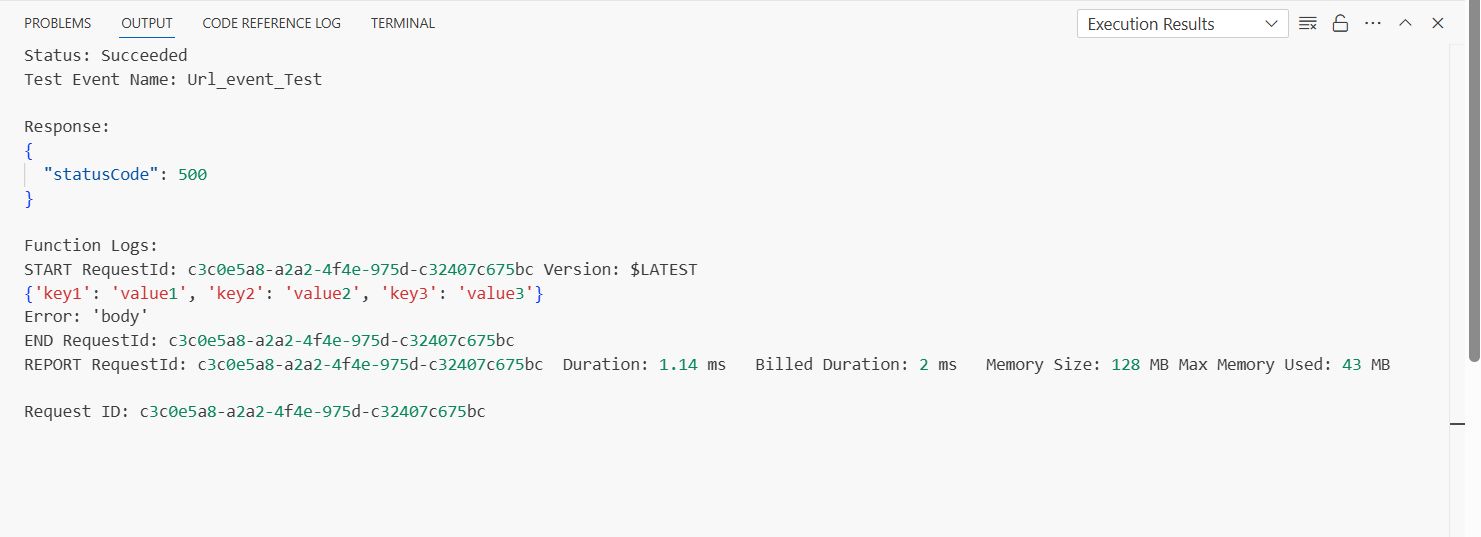 PROBLEMS OUTPUT CODE REFERENCE LOG TERMINAL Execution Results
Status: Succeeded
Test Event Name: Url_event_Test
Response:
{
"statusCode": 500
}
Function Logs:
START RequestId: c3c0e5a8-a2a2-4f4e-975d-c32407c675bc Version: $LATEST
{'key1': 'value1', 'key2': 'value2', 'key3': 'value3'}
Error: 'body'
END RequestId: c3c0e5a8-a2a2-4f4e-975d-c32407c675bc
REPORT RequestId: c3c0e5a8-a2a2-4f4e-975d-c32407c675bc Duration: 1.14 ms Billed Duration: 2 ms Memory Size: 128 MB Max Memory Used: 43 MB
Request ID: c3c0e5a8-a2a2-4f4e-975d-c32407c675bc